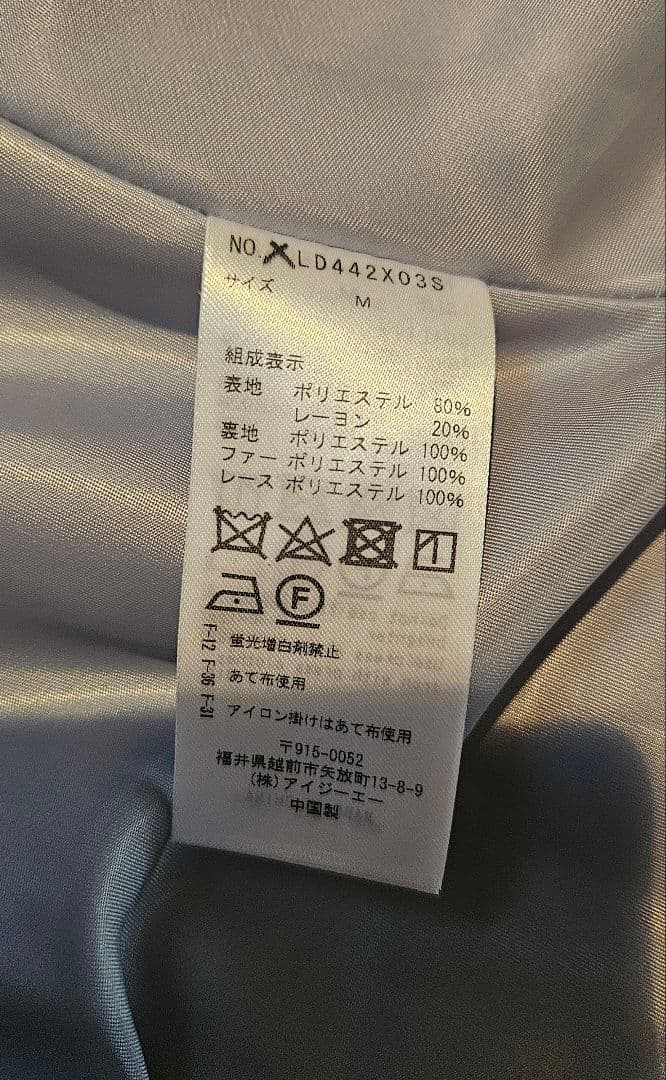 NO. LD442X03S
サイズ M
組成表示
表地 ポリエステル 80%
レーヨン 20%
裏地 ポリエステル 100%
ファー ポリエステル 100%
レース ポリエステル 100%
F
F-12 蛍光増白剤禁止
F-36 あて布使用
F-31 アイロン掛けはあて布使用
〒915-0052
福井県越前市矢放町13-8-9
(株)アイジーエー
中国製